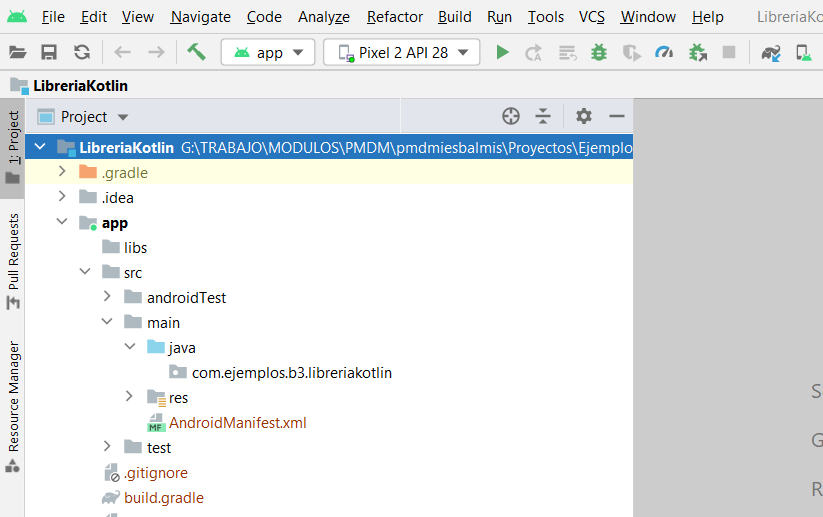 File Edit View Navigate Code Analyze Refactor Build Run Tools VCS Window Help LibreriaK
app Pixel 2 API 28
LibreriaKotlin
Project
LibreriaKotlin G:\TRABAJO\MODULOS\PMDM\pmdmiesbalmis\Proyectos\Ejemplo
.gradle
.idea
app
libs
src
androidTest
main
java
com.ejemplos.b3.libreriakotlin
res
MF AndroidManifest.xml
test
.gitignore
build.gradle
1: Project
Pull Requests
Resource Manager
S
G
R